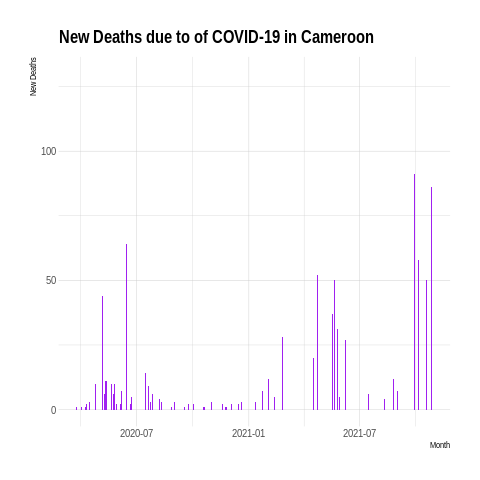 New Deaths due to of COVID-19 in Cameroon
New Deaths
100
50
0
2020-07 2021-01 2021-07
Month